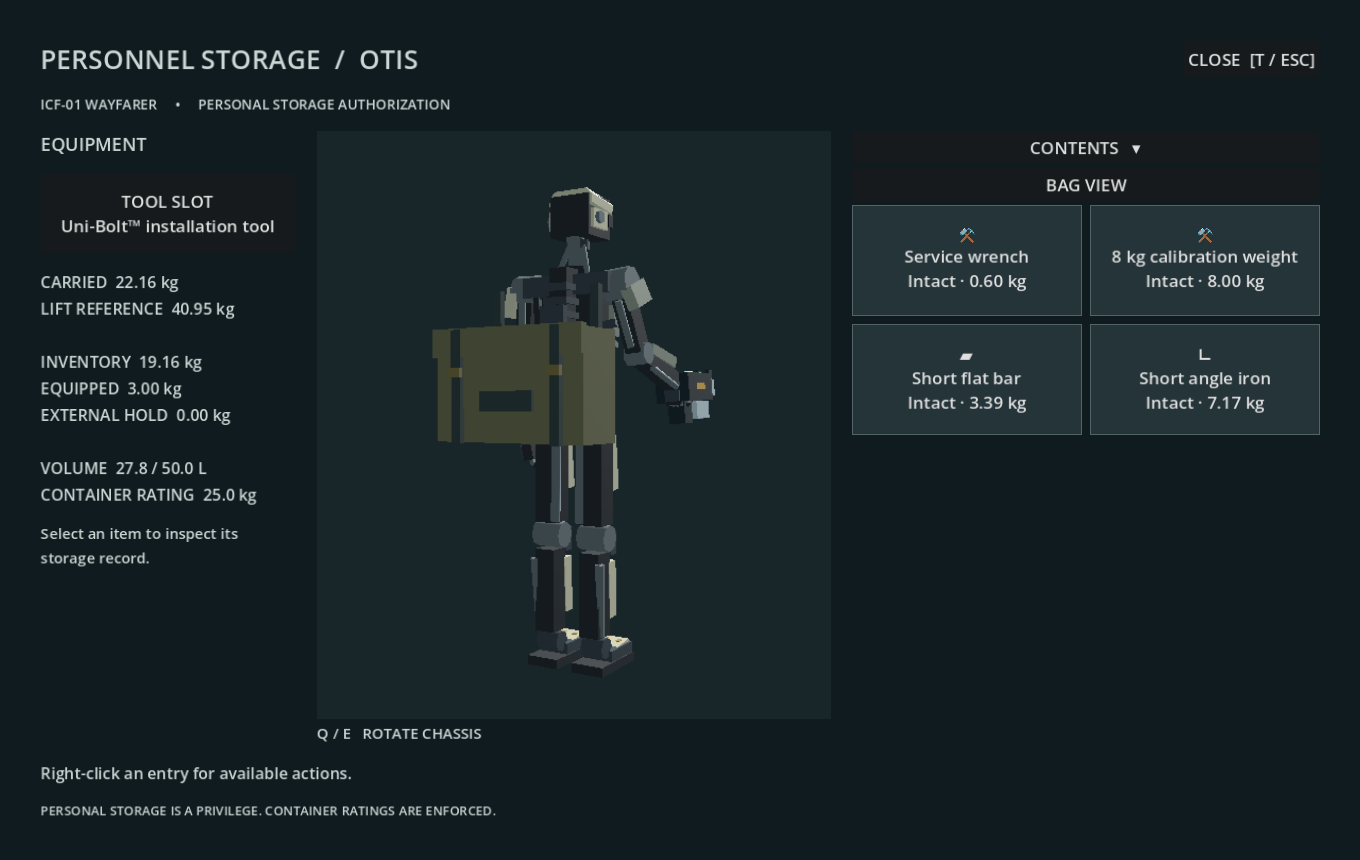 PERSONNEL STORAGE / OTIS
CLOSE [T / ESC]
ICF-01 WAYFARER • PERSONAL STORAGE AUTHORIZATION
EQUIPMENT
TOOL SLOT
Uni-Bolt™ installation tool
CARRIED 22.16 kg
LIFT REFERENCE 40.95 kg
INVENTORY 19.16 kg
EQUIPPED 3.00 kg
EXTERNAL HOLD 0.00 kg
VOLUME 27.8 / 50.0 L
CONTAINER RATING 25.0 kg
Select an item to inspect its
storage record.
Q / E ROTATE CHASSIS
CONTENTS ▼
BAG VIEW
Service wrench
Intact · 0.60 kg
8 kg calibration weight
Intact · 8.00 kg
Short flat bar
Intact · 3.39 kg
Short angle iron
Intact · 7.17 kg
Right-click an entry for available actions.
PERSONAL STORAGE IS A PRIVILEGE. CONTAINER RATINGS ARE ENFORCED.